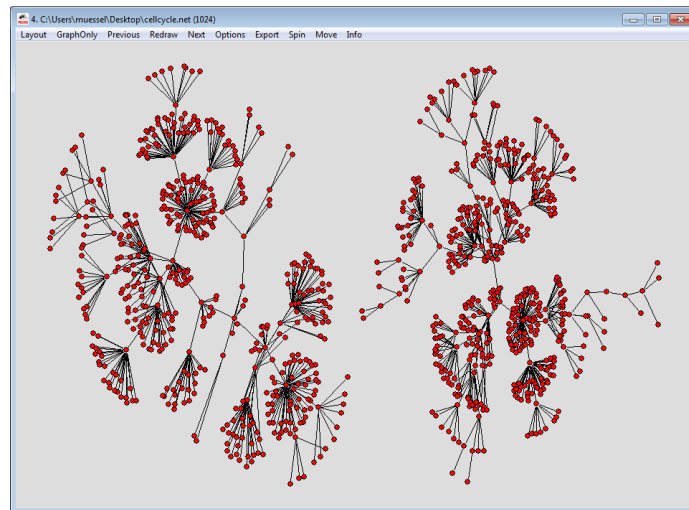 4. C:\Users\muessel\Desktop\cellcycle.net (1024)
Layout GraphOnly Previous Redraw Next Options Export Spin Move Info